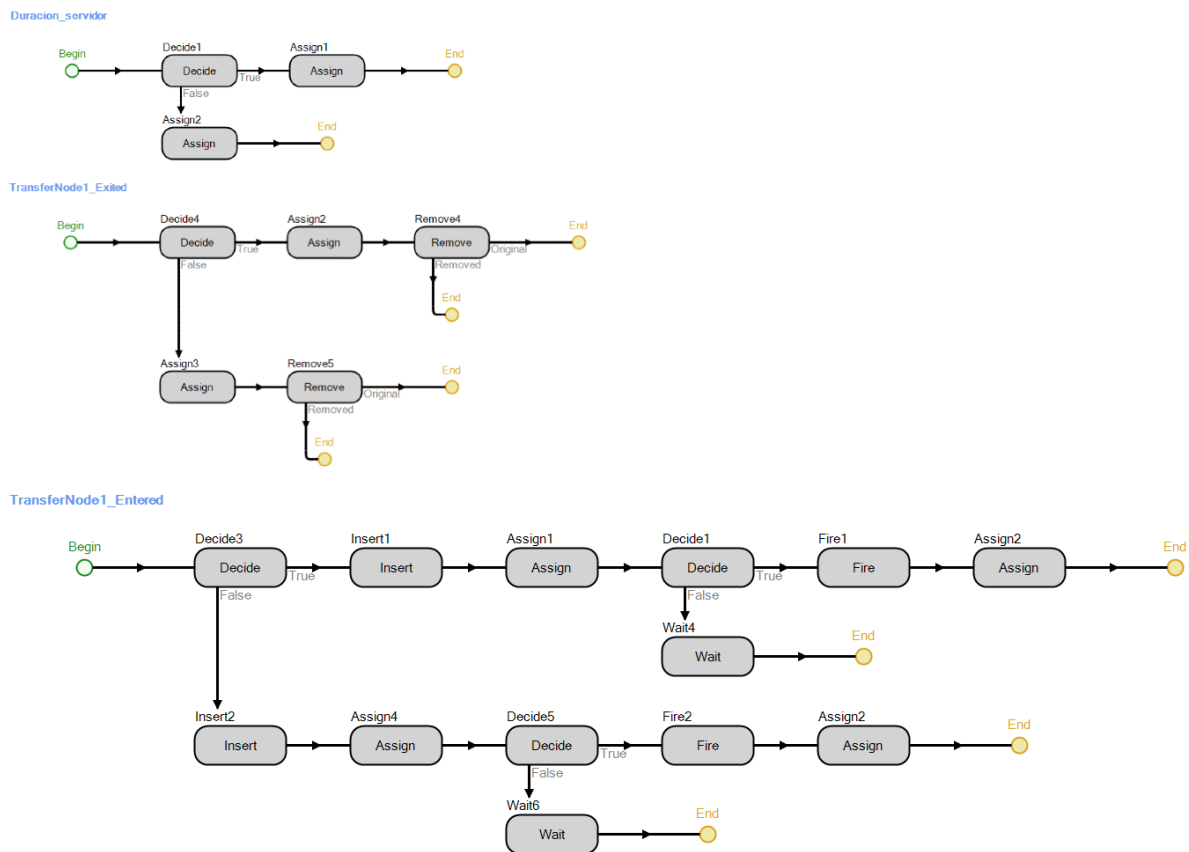 Duracion_servidor
Decide1 Assign1
Begin End
Decide Assign
True
False
Assign2
End
Assign
TransferNode1_Exited
Decide4 Assign2 Remove4
Begin End
Decide Assign Remove
True Original
False Removed
End
Assign3 Remove5
End
Assign Remove
Original
Removed
End
TransferNode1_Entered
Decide3 Insert1 Assign1 Decide1 Fire1 Assign2
Begin End
Decide Insert Assign Decide Fire Assign
True True
False False
Wait4
End
Wait
Insert2 Assign4 Decide5 Fire2 Assign2
End
Insert Assign Decide Fire Assign
True
False
Wait6
End
Wait